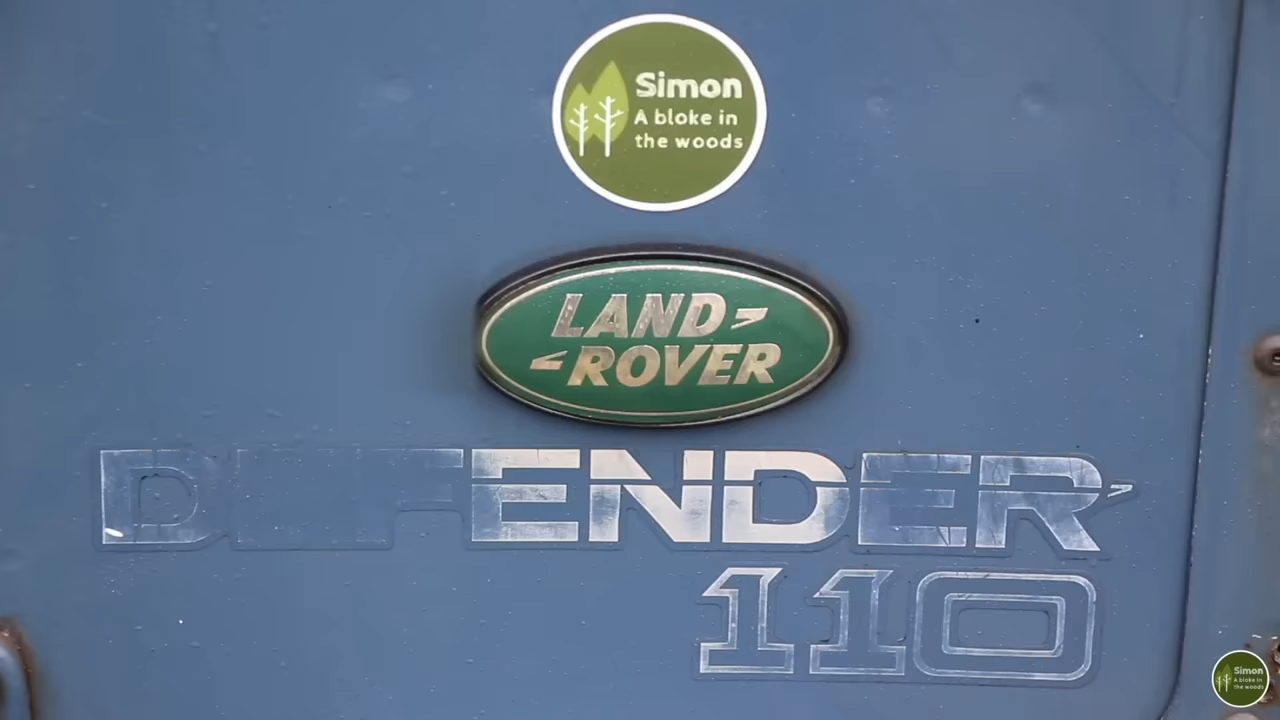 Simon
A bloke in
the woods
LAND
ROVER
DEFENDER
110
Simon
A bloke in
the woods